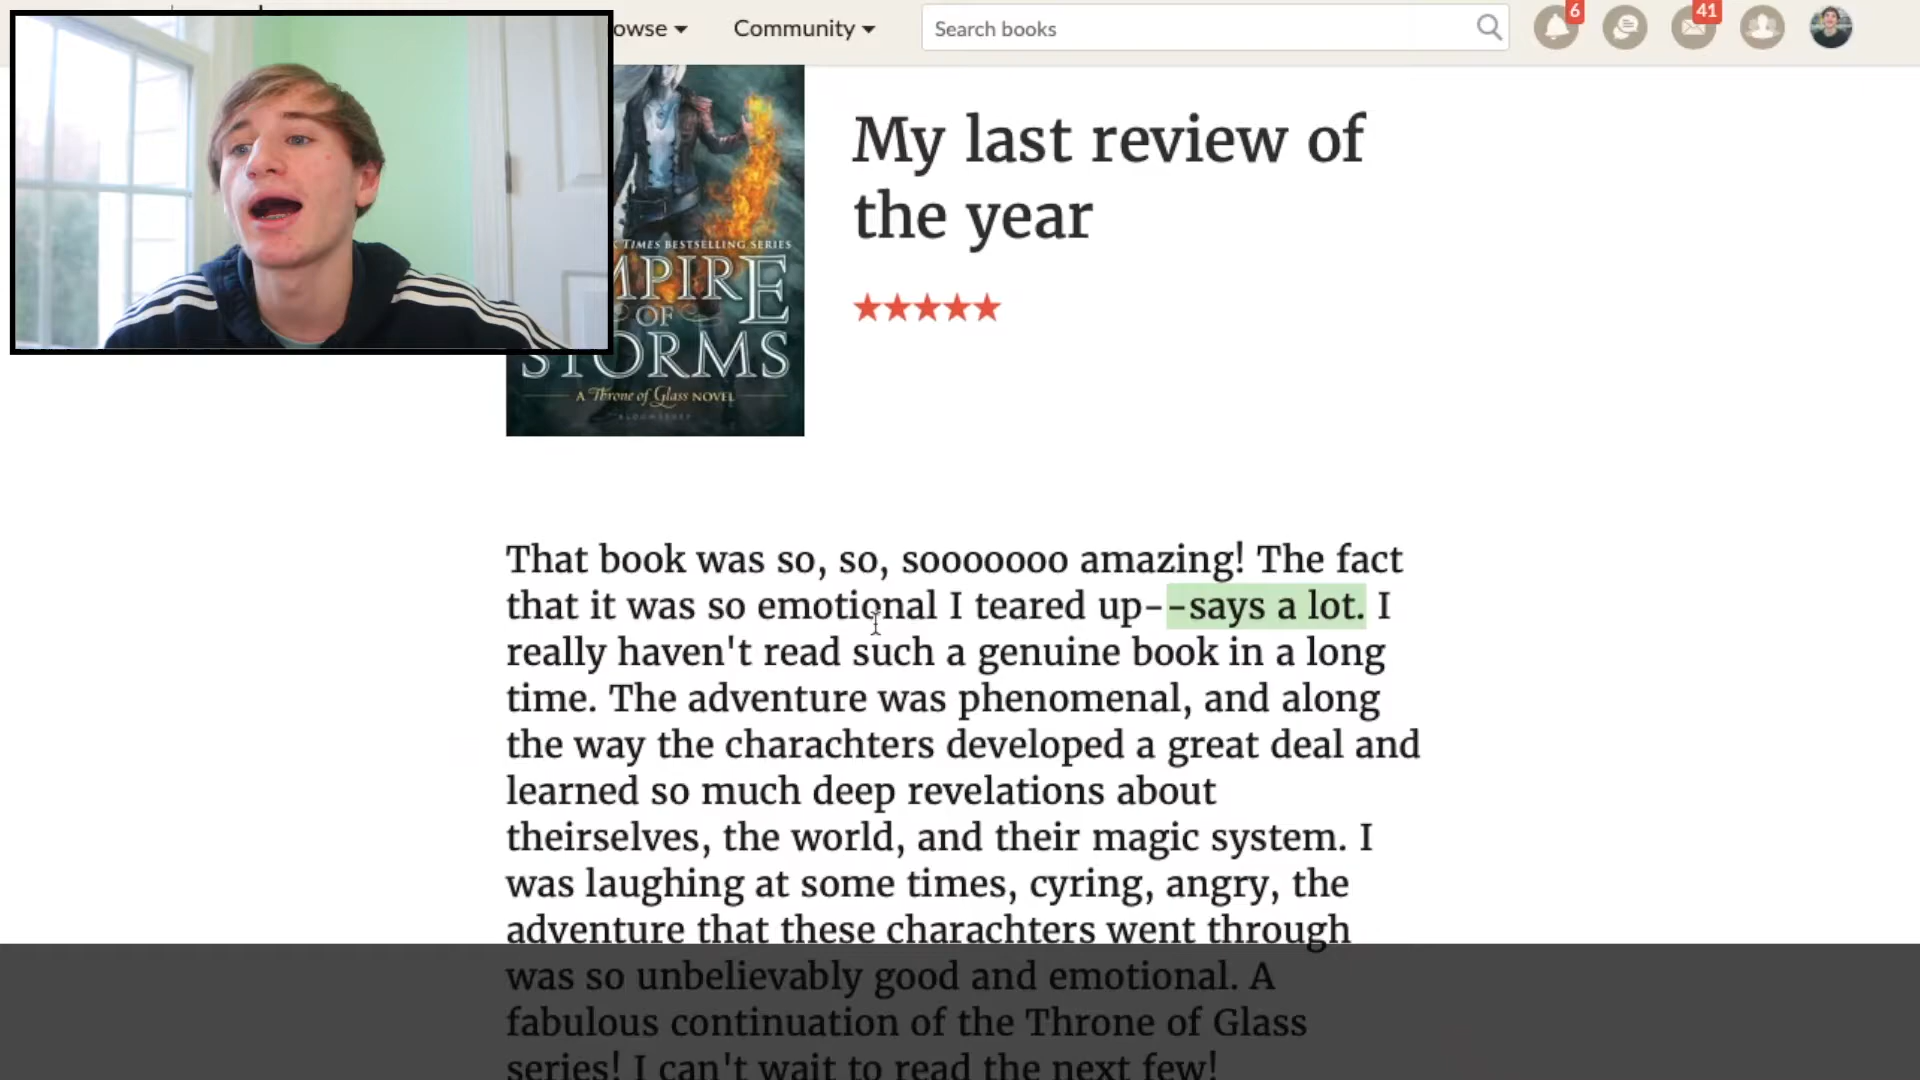 owse
Community
Search books
6
41
My last review of
the year
TIMES BESTSELLING SERIES
MPIRE
OF
STORMS
A Throne of Glass NOVEL
BLOOMSBURY
That book was so, so, sooooooo amazing! The fact
that it was so emotional I teared up--says a lot. I
really haven't read such a genuine book in a long
time. The adventure was phenomenal, and along
the way the charachters developed a great deal and
learned so much deep revelations about
theirselves, the world, and their magic system. I
was laughing at some times, cyring, angry, the
adventure that these charachters went through
was so unbelievably good and emotional. A
fabulous continuation of the Throne of Glass
series! I can't wait to read the next few!